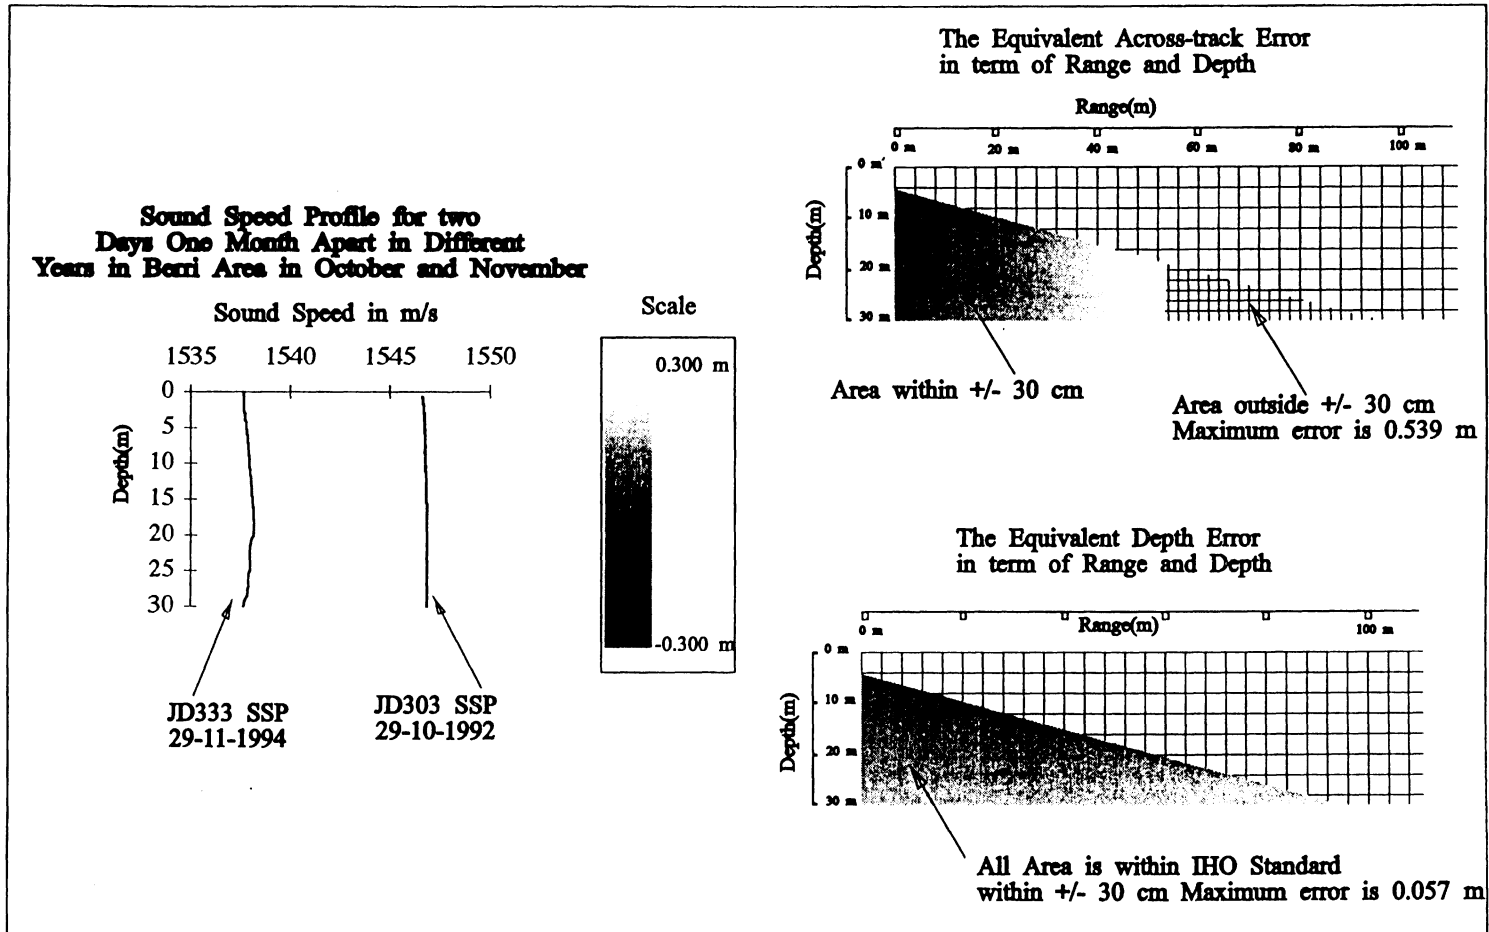 Sound Speed Profile for two
Days One Month Apart in Different
Years in Berri Area in October and November
Sound Speed in m/s
1535 1540 1545 1550
Depth(m)
0
5
10
15
20
25
30
JD333 SSP
29-11-1994
JD303 SSP
29-10-1992
Scale
0.300 m
-0.300 m
The Equivalent Across-track Error
in term of Range and Depth
Range(m)
0 m 20 m 40 m 60 m 80 m 100 m
Depth(m)
0 m
10 m
20 m
30 m
Area within +/- 30 cm
Area outside +/- 30 cm
Maximum error is 0.539 m
The Equivalent Depth Error
in term of Range and Depth
0 m Range(m) 100 m
Depth(m)
0 m
10 m
20 m
30 m
All Area is within IHO Standard
within +/- 30 cm Maximum error is 0.057 m